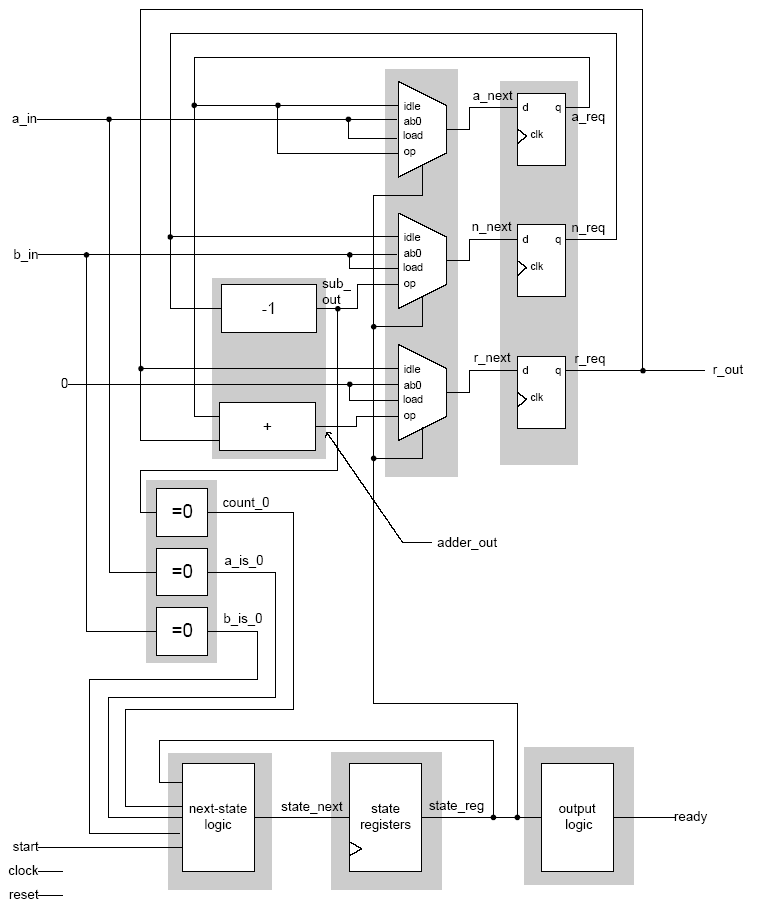 a_next
idle
d q
a_in
ab0
a_req
load
clk
op
n_next
n_req
idle
d q
b_in
ab0
load
clk
sub_
op
out
-1
r_next
r_req
idle
d q
r_out
0
ab0
load
clk
op
+
count_0
=0
adder_out
a_is_0
=0
b_is_0
=0
state_next
state_reg
next-state
logic
state
registers
output
logic
ready
start
clock
reset